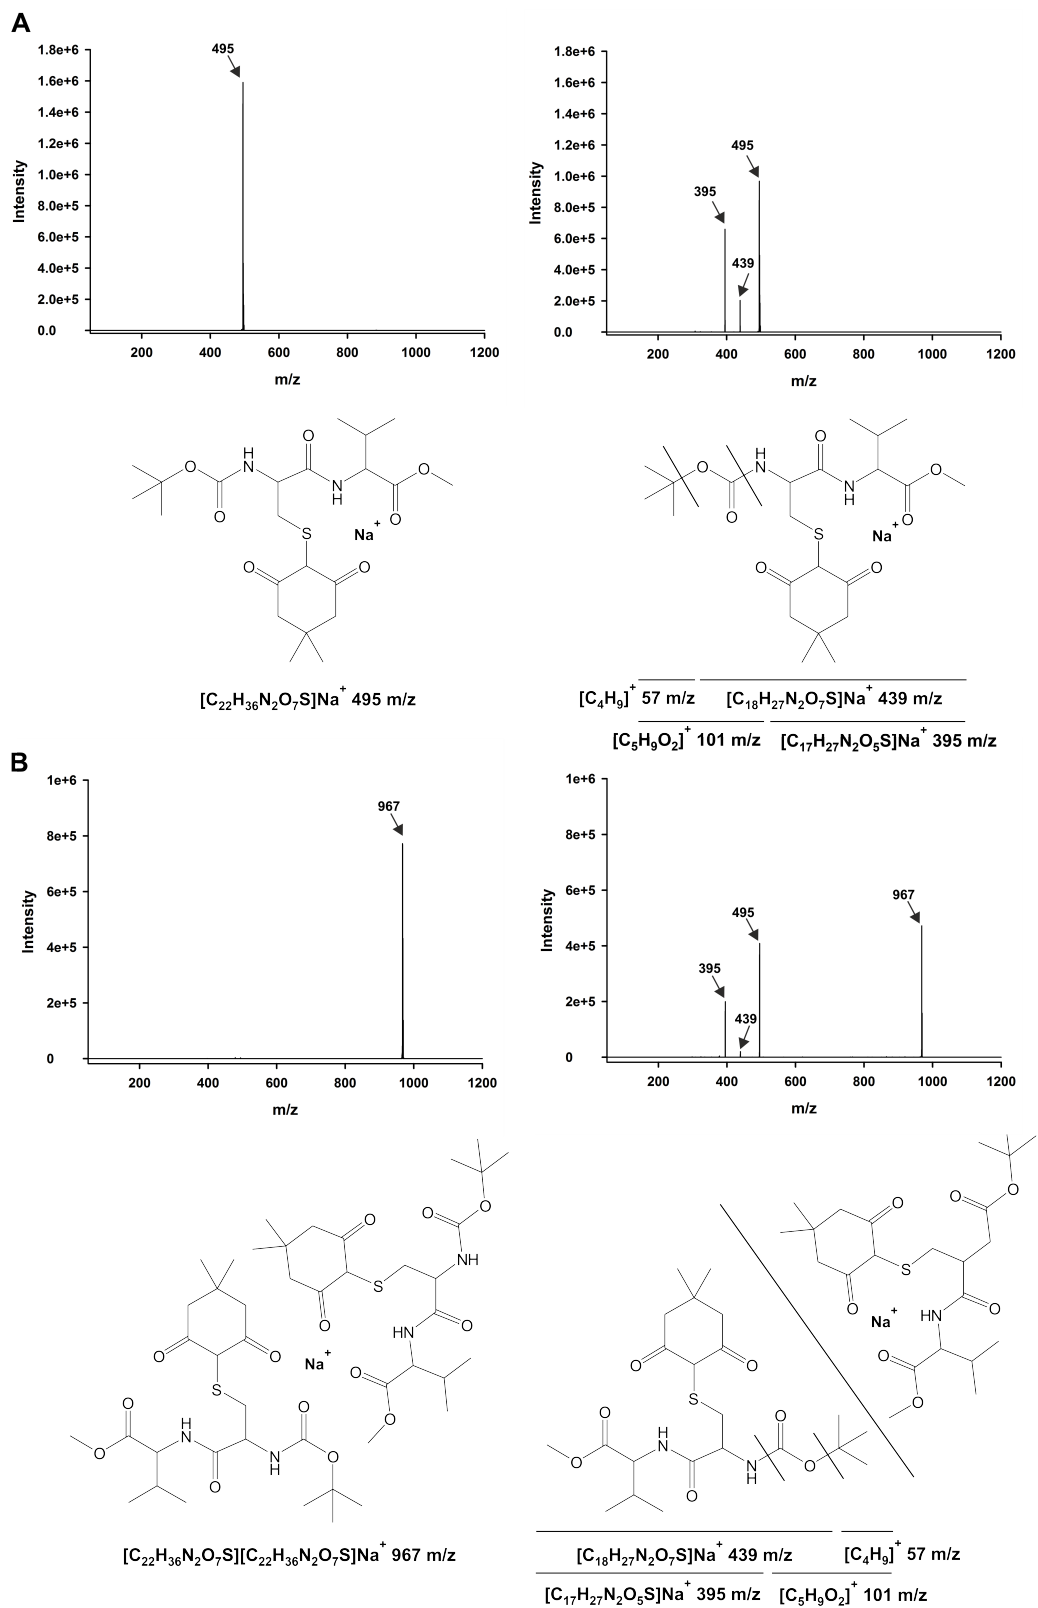 A
495
1.8e+6
1.6e+6
1.4e+6
1.2e+6
1.0e+6
8.0e+5
6.0e+5
4.0e+5
2.0e+5
0.0
Intensity
200 400 600 800 1000 1200
m/z
1.8e+6
1.6e+6
1.4e+6
1.2e+6
1.0e+6
8.0e+5
6.0e+5
4.0e+5
2.0e+5
0.0
Intensity
495
395
439
200 400 600 800 1000 1200
m/z
O
H
N
O
O
O
N
H
O
O
S
Na+
O
O
[C22H36N2O7S]Na+ 495 m/z
O
H
N
O
O
O
N
H
O
O
S
Na+
O
O
[C4H9]+ 57 m/z [C18H27N2O7S]Na+ 439 m/z
[C5H9O2]+ 101 m/z [C17H27N2O5S]Na+ 395 m/z
B
967
1e+6
8e+5
6e+5
4e+5
2e+5
0
Intensity
200 400 600 800 1000 1200
m/z
1e+6
8e+5
6e+5
4e+5
2e+5
0
Intensity
967
495
395
439
200 400 600 800 1000 1200
m/z
O
O
O
NH
S
O
O
HN
O
O
Na+
O
O
S
O
O
H
N
O
O
N
H
O
O
[C22H36N2O7S][C22H36N2O7S]Na+ 967 m/z
O
O
O
S
O
Na+
HN
O
O
O
O
O
S
O
O
H
N
O
O
N
H
O
[C18H27N2O7S]Na+ 439 m/z [C4H9]+ 57 m/z
[C17H27N2O5S]Na+ 395 m/z [C5H9O2]+ 101 m/z